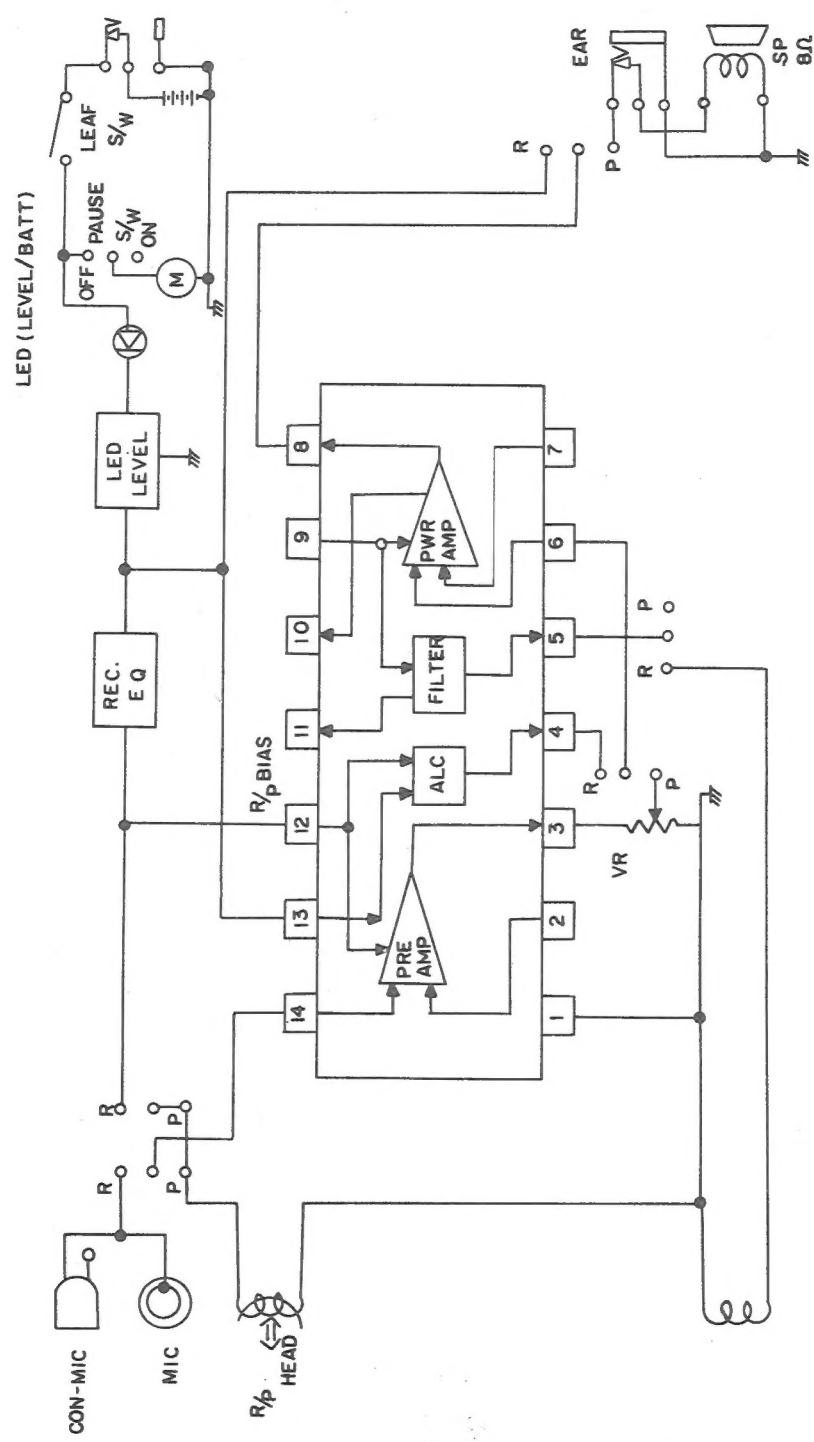 CON-MIC
MIC
R/P
HEAD
R
P
R
P
REC.
EQ
LED
LEVEL
LED (LEVEL/BATT)
OFF
PAUSE
S/W
ON
M
LEAF
S/W
R/P BIAS
14
13
12
11
10
9
8
PRE
AMP
ALC
FILTER
PWR
AMP
1
2
3
4
5
6
7
VR
R
P
R
P
R
P
EAR
SP
8Ω